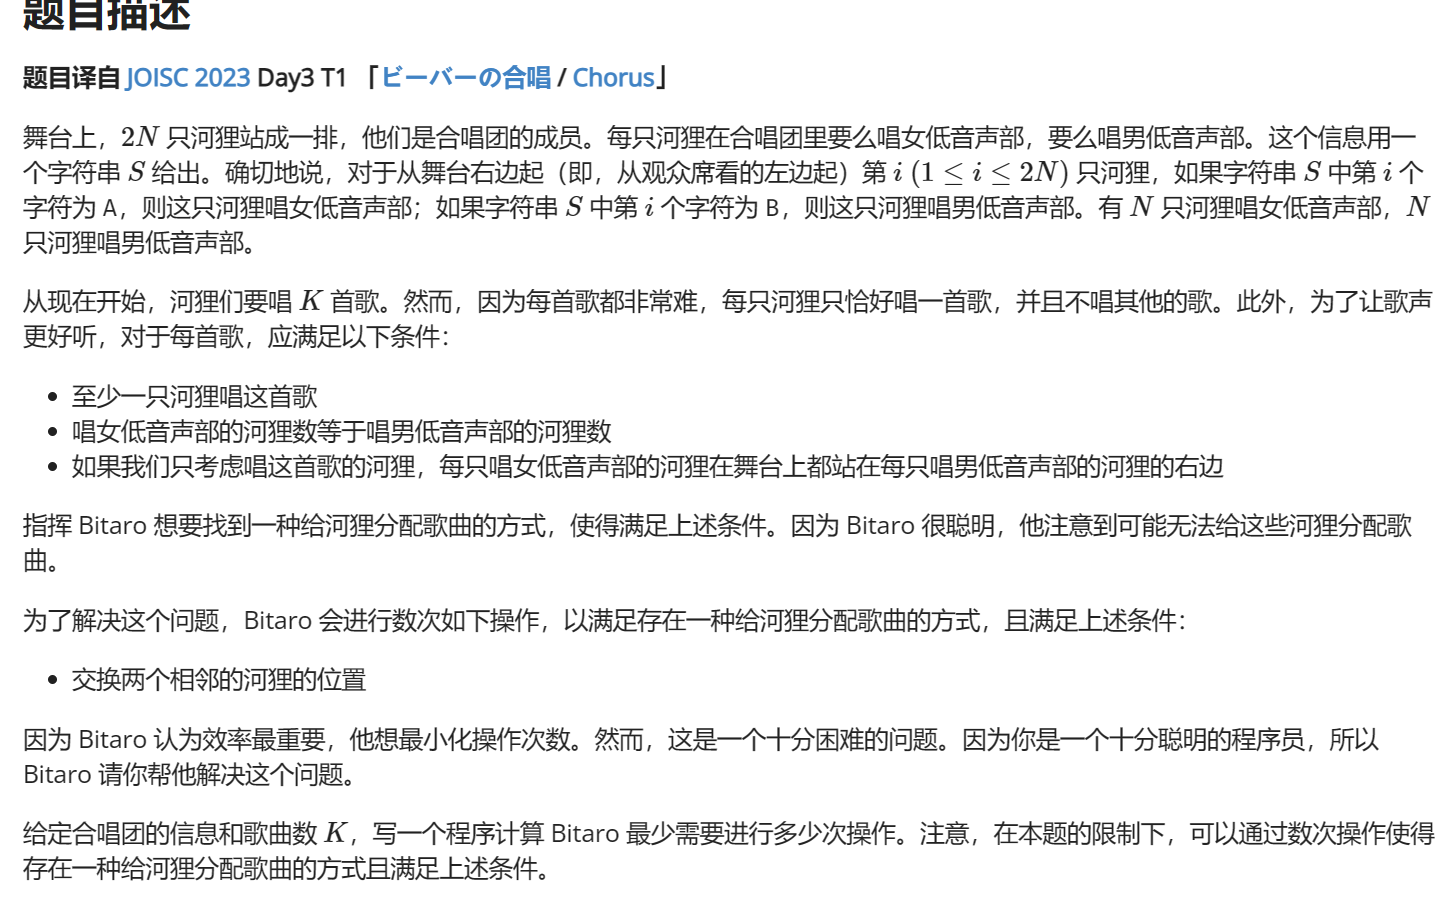 题目描述
题目译自 JOISC 2023 Day3 T1 「ビーバーの合唱 / Chorus」
舞台上，2N 只河狸站成一排，他们是合唱团的成员。每只河狸在合唱团里要么唱女低音声部，要么唱男低音声部。这个信息用一
个字符串 S 给出。确切地说，对于从舞台右边起（即，从观众席看的左边起）第 i (1 ≤ i ≤ 2N) 只河狸，如果字符串 S 中第 i 个
字符为 A，则这只河狸唱女低音声部；如果字符串 S 中第 i 个字符为 B，则这只河狸唱男低音声部。有 N 只河狸唱女低音声部，N
只河狸唱男低音声部。
从现在开始，河狸们要唱 K 首歌。然而，因为每首歌都非常难，每只河狸只恰好唱一首歌，并且不唱其他的歌。此外，为了让歌声
更好听，对于每首歌，应满足以下条件：
• 至少一只河狸唱这首歌
• 唱女低音声部的河狸数等于唱男低音声部的河狸数
• 如果我们只考虑唱这首歌的河狸，每只唱女低音声部的河狸在舞台上都站在每只唱男低音声部的河狸的右边
指挥 Bitaro 想要找到一种给河狸分配歌曲的方式，使得满足上述条件。因为 Bitaro 很聪明，他注意到可能无法给这些河狸分配歌
曲。
为了解决这个问题，Bitaro 会进行数次如下操作，以满足存在一种给河狸分配歌曲的方式，且满足上述条件：
• 交换两个相邻的河狸的位置
因为 Bitaro 认为效率最重要，他想最小化操作次数。然而，这是一个十分困难的问题。因为你是一个十分聪明的程序员，所以
Bitaro 请你帮他解决这个问题。
给定合唱团的信息和歌曲数 K，写一个程序计算 Bitaro 最少需要进行多少次操作。注意，在本题的限制下，可以通过数次操作使得
存在一种给河狸分配歌曲的方式且满足上述条件。